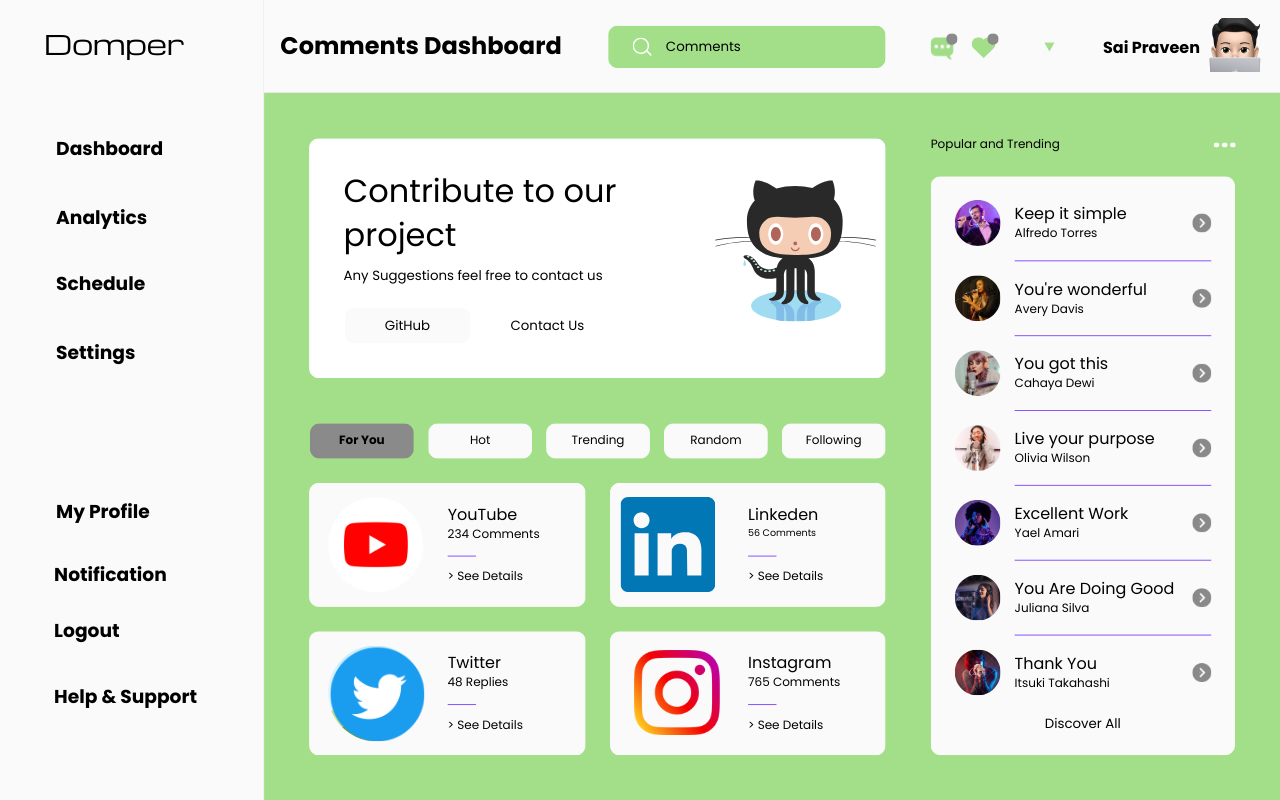 Domper
Comments Dashboard
Comments
Sai Praveen
Dashboard
Analytics
Schedule
Settings
My Profile
Notification
Logout
Help & Support
Contribute to our
project
Any Suggestions feel free to contact us
GitHub
Contact Us
For You
Hot
Trending
Random
Following
YouTube
234 Comments
> See Details
in
Linkeden
56 Comments
> See Details
Twitter
48 Replies
> See Details
Instagram
765 Comments
> See Details
Popular and Trending
Keep it simple
Alfredo Torres
You're wonderful
Avery Davis
You got this
Cahaya Dewi
Live your purpose
Olivia Wilson
Excellent Work
Yael Amari
You Are Doing Good
Juliana Silva
Thank You
Itsuki Takahashi
Discover All